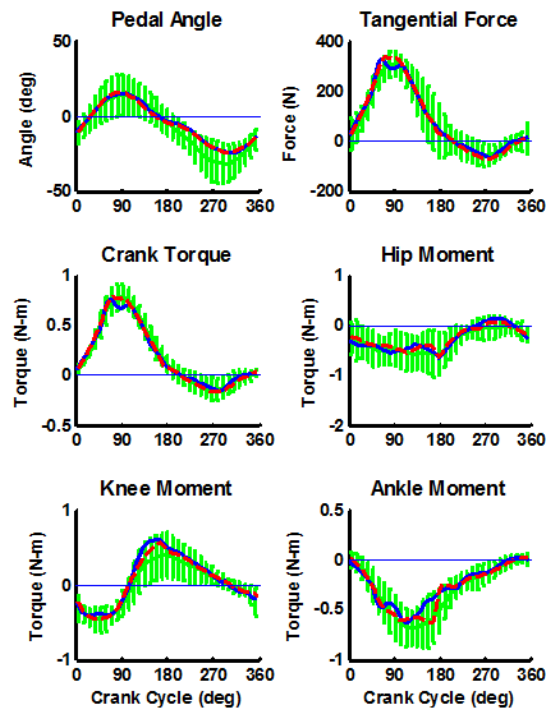 Pedal Angle
Angle (deg)
50
0
-50
0 90 180 270 360
Tangential Force
Force (N)
400
200
0
-200
0 90 180 270 360
Crank Torque
Torque (N-m)
1
0.5
0
-0.5
0 90 180 270 360
Hip Moment
Torque (N-m)
1
0
-1
-2
0 90 180 270 360
Knee Moment
Torque (N-m)
1
0
-1
0 90 180 270 360
Crank Cycle (deg)
Ankle Moment
Torque (N-m)
0.5
0
-0.5
-1
0 90 180 270 360
Crank Cycle (deg)